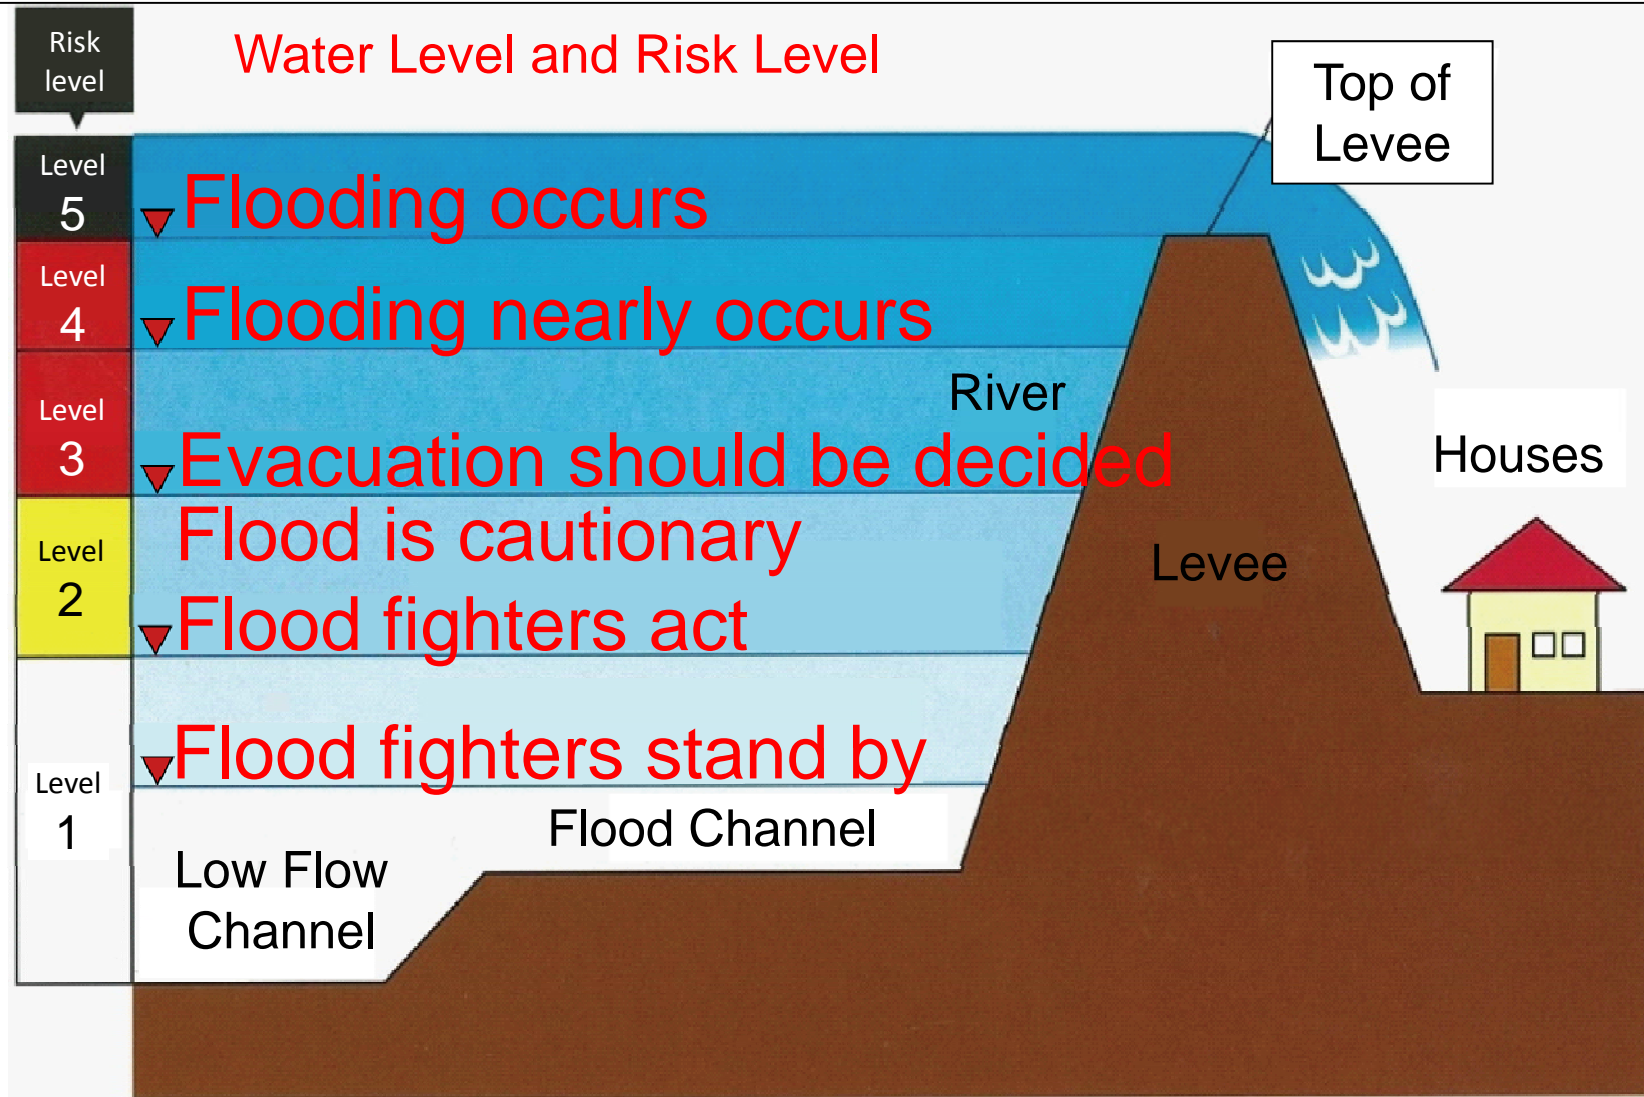 Risk
level
Water Level and Risk Level
Top of
Levee
Level
5
Flooding occurs
Level
4
Flooding nearly occurs
River
Level
3
Evacuation should be decided
Houses
Flood is cautionary
Level
2
Levee
Flood fighters act
Flood fighters stand by
Level
1
Flood Channel
Low Flow
Channel